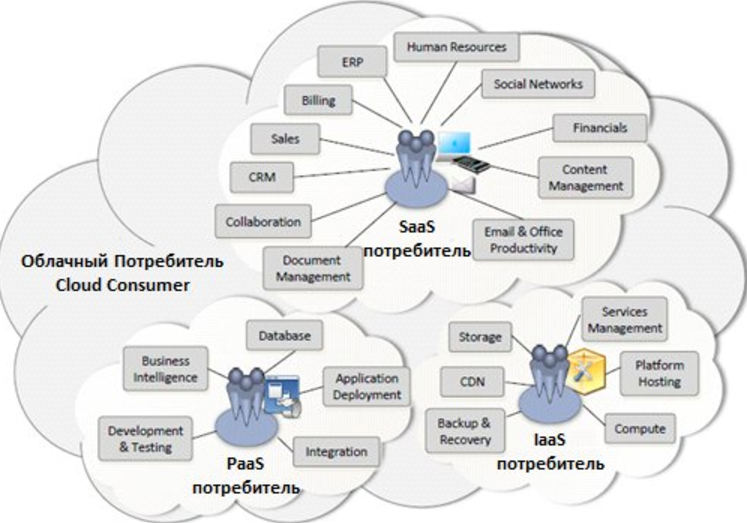 Human Resources
ERP
Social Networks
Billing
Financials
Sales
Content
Management
CRM
Collaboration
SaaS
потребитель
Email & Office
Productivity
Document
Management
Облачный Потребитель
Cloud Consumer
Database
Business
Intelligence
Application
Deployment
Development
& Testing
Integration
PaaS
потребитель
Services
Management
Storage
Platform
Hosting
CDN
Backup &
Recovery
Compute
IaaS
потребитель